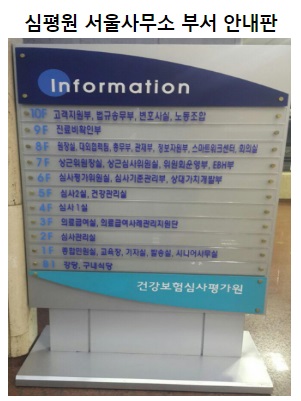 심평원 서울사무소 부서 안내판
Information
10F 고객지원부, 법규송무부, 변호사실, 노동조합
9F 진료비확인부
8F 원장실, 대외협력실, 총무부, 관재부, 정보지원부, 스마트워크센터, 회의실
7F 상근위원장실, 상근심사위원실, 위원회운영부, EBH부
6F 심사평가위원실, 심사기준관리부, 상대가치개발부
5F 심사2실, 건강관리실
4F 심사1실
3F 의료급여실, 의료급여사례관리지원단
2F 심사관리실
1F 종합민원실, 교육장, 기자실, 발송실, 시니어사무실
B1 강당, 구내식당
건강보험심사평가원